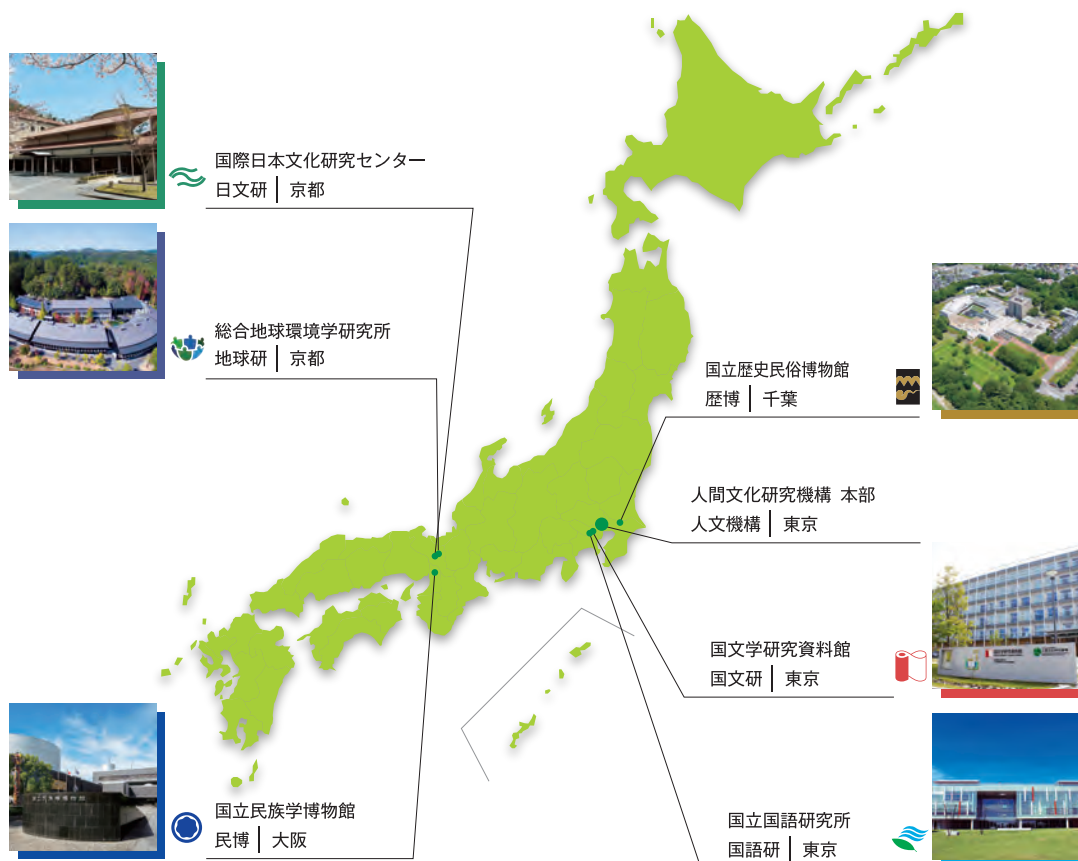 国際日本文化研究センター
日文研 | 京都
総合地球環境学研究所
地球研 | 京都
国立歴史民俗博物館
歴博 | 千葉
人間文化研究機構 本部
人文機構 | 東京
国文学研究資料館
国文研 | 東京
国立民族学博物館
民博 | 大阪
国立国語研究所
国語研 | 東京